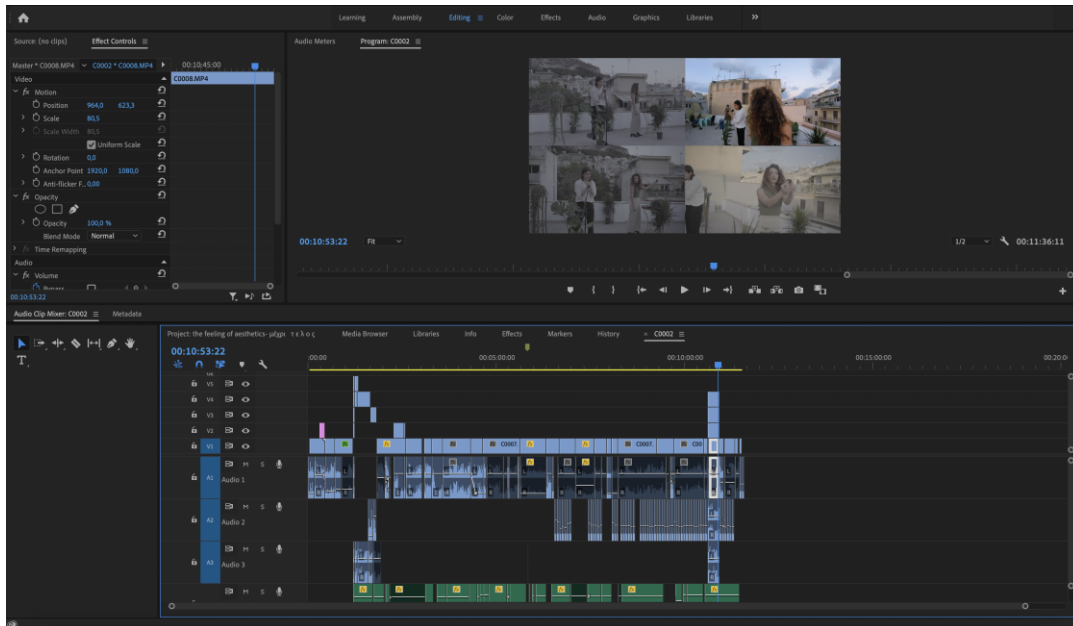 Learning Assembly Editing Color Effects Audio Graphics Libraries
Source: (no clips) Effect Controls
Audio Meters Program: C0002
Master * C0008.MP4 C0002 * C0008.MP4 00:10:45:00
Video C0008.MP4
fx Motion
Position 964,0 623,3
Scale 80,5
Scale Width 80,5
Uniform Scale
Rotation 0,0
Anchor Point 1920,0 1080,0
Anti-flicker F.. 0,00
fx Opacity
Opacity 100,0 %
Blend Mode Normal
Time Remapping
Audio
fx Volume
Bypass
00:10:53:22
00:10:53:22 Fit 1/2 00:11:36:11
Audio Clip Mixer: C0002 Metadata
Project: the feeling of aesthetics- μέχρι τελος Media Browser Libraries Info Effects Markers History × C0002
00:10:53:22
:00:00 00:05:00:00 00:10:00:00 00:15:00:00 00:20:0
V5
V4
V3
V2
V1 C0007. C0007. C00
A1 M S
Audio 1
A2 M S
Audio 2
A3 M S
Audio 3
M S